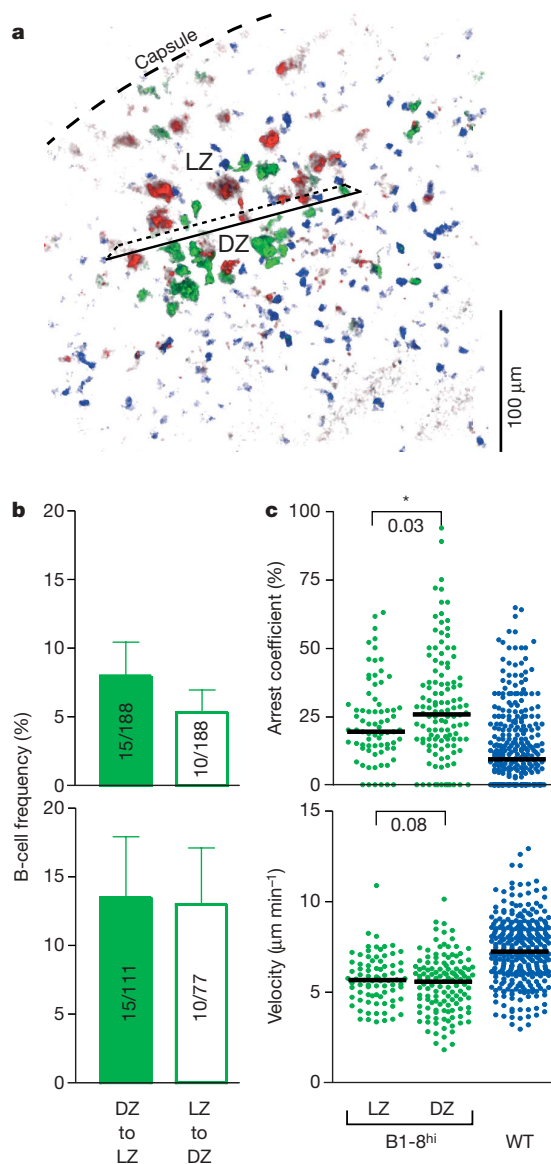 a
Capsule
LZ
DZ
100 μm
b
B-cell frequency (%)
20
15
10
5
0
15/188
10/188
20
15
10
5
0
15/111
10/77
DZ
to
LZ
LZ
to
DZ
c
Arrest coefficient (%)
100
75
50
25
0
*
0.03
Velocity (μm min⁻¹)
15
10
5
0
0.08
LZ
DZ
B1-8ʰⁱ
WT